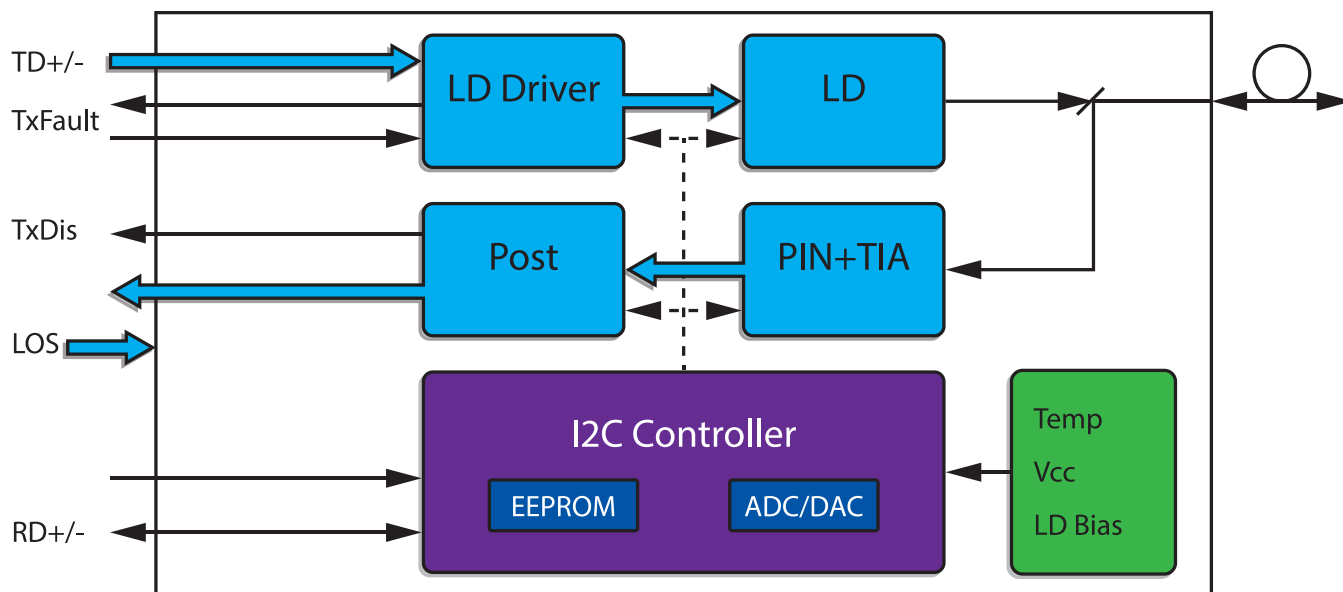 TD+/-
LD Driver
LD
TxFault
TxDis
Post
PIN+TIA
LOS
I2C Controller
EEPROM
ADC/DAC
Temp
Vcc
LD Bias
RD+/-